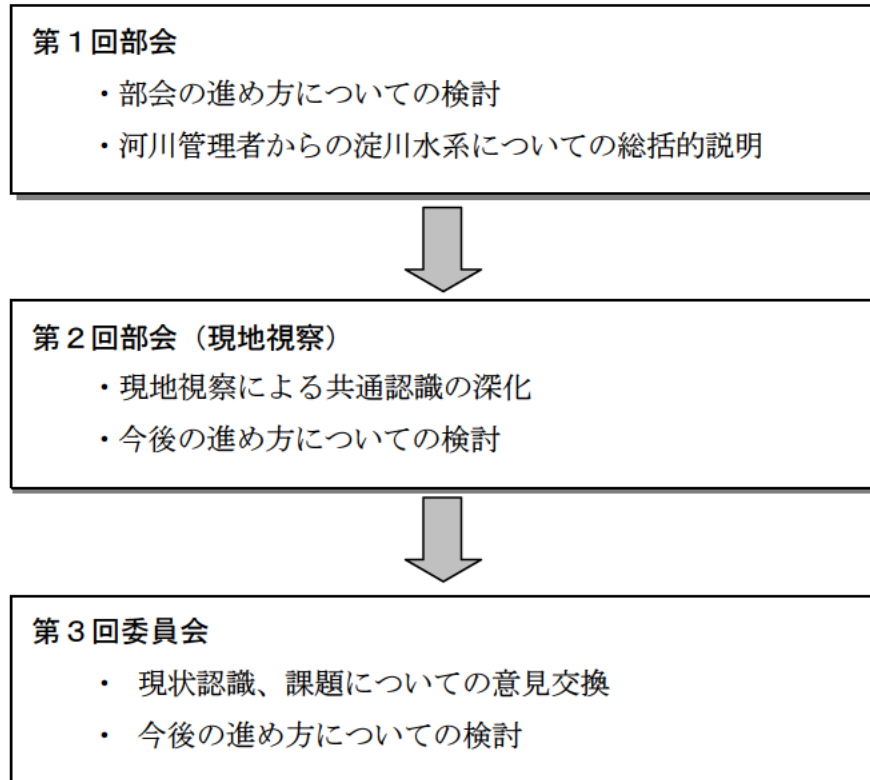 第１回部会
・部会の進め方についての検討
・河川管理者からの淀川水系についての総括的説明
第２回部会（現地視察）
・現地視察による共通認識の深化
・今後の進め方についての検討
第３回委員会
・ 現状認識、課題についての意見交換
・ 今後の進め方についての検討